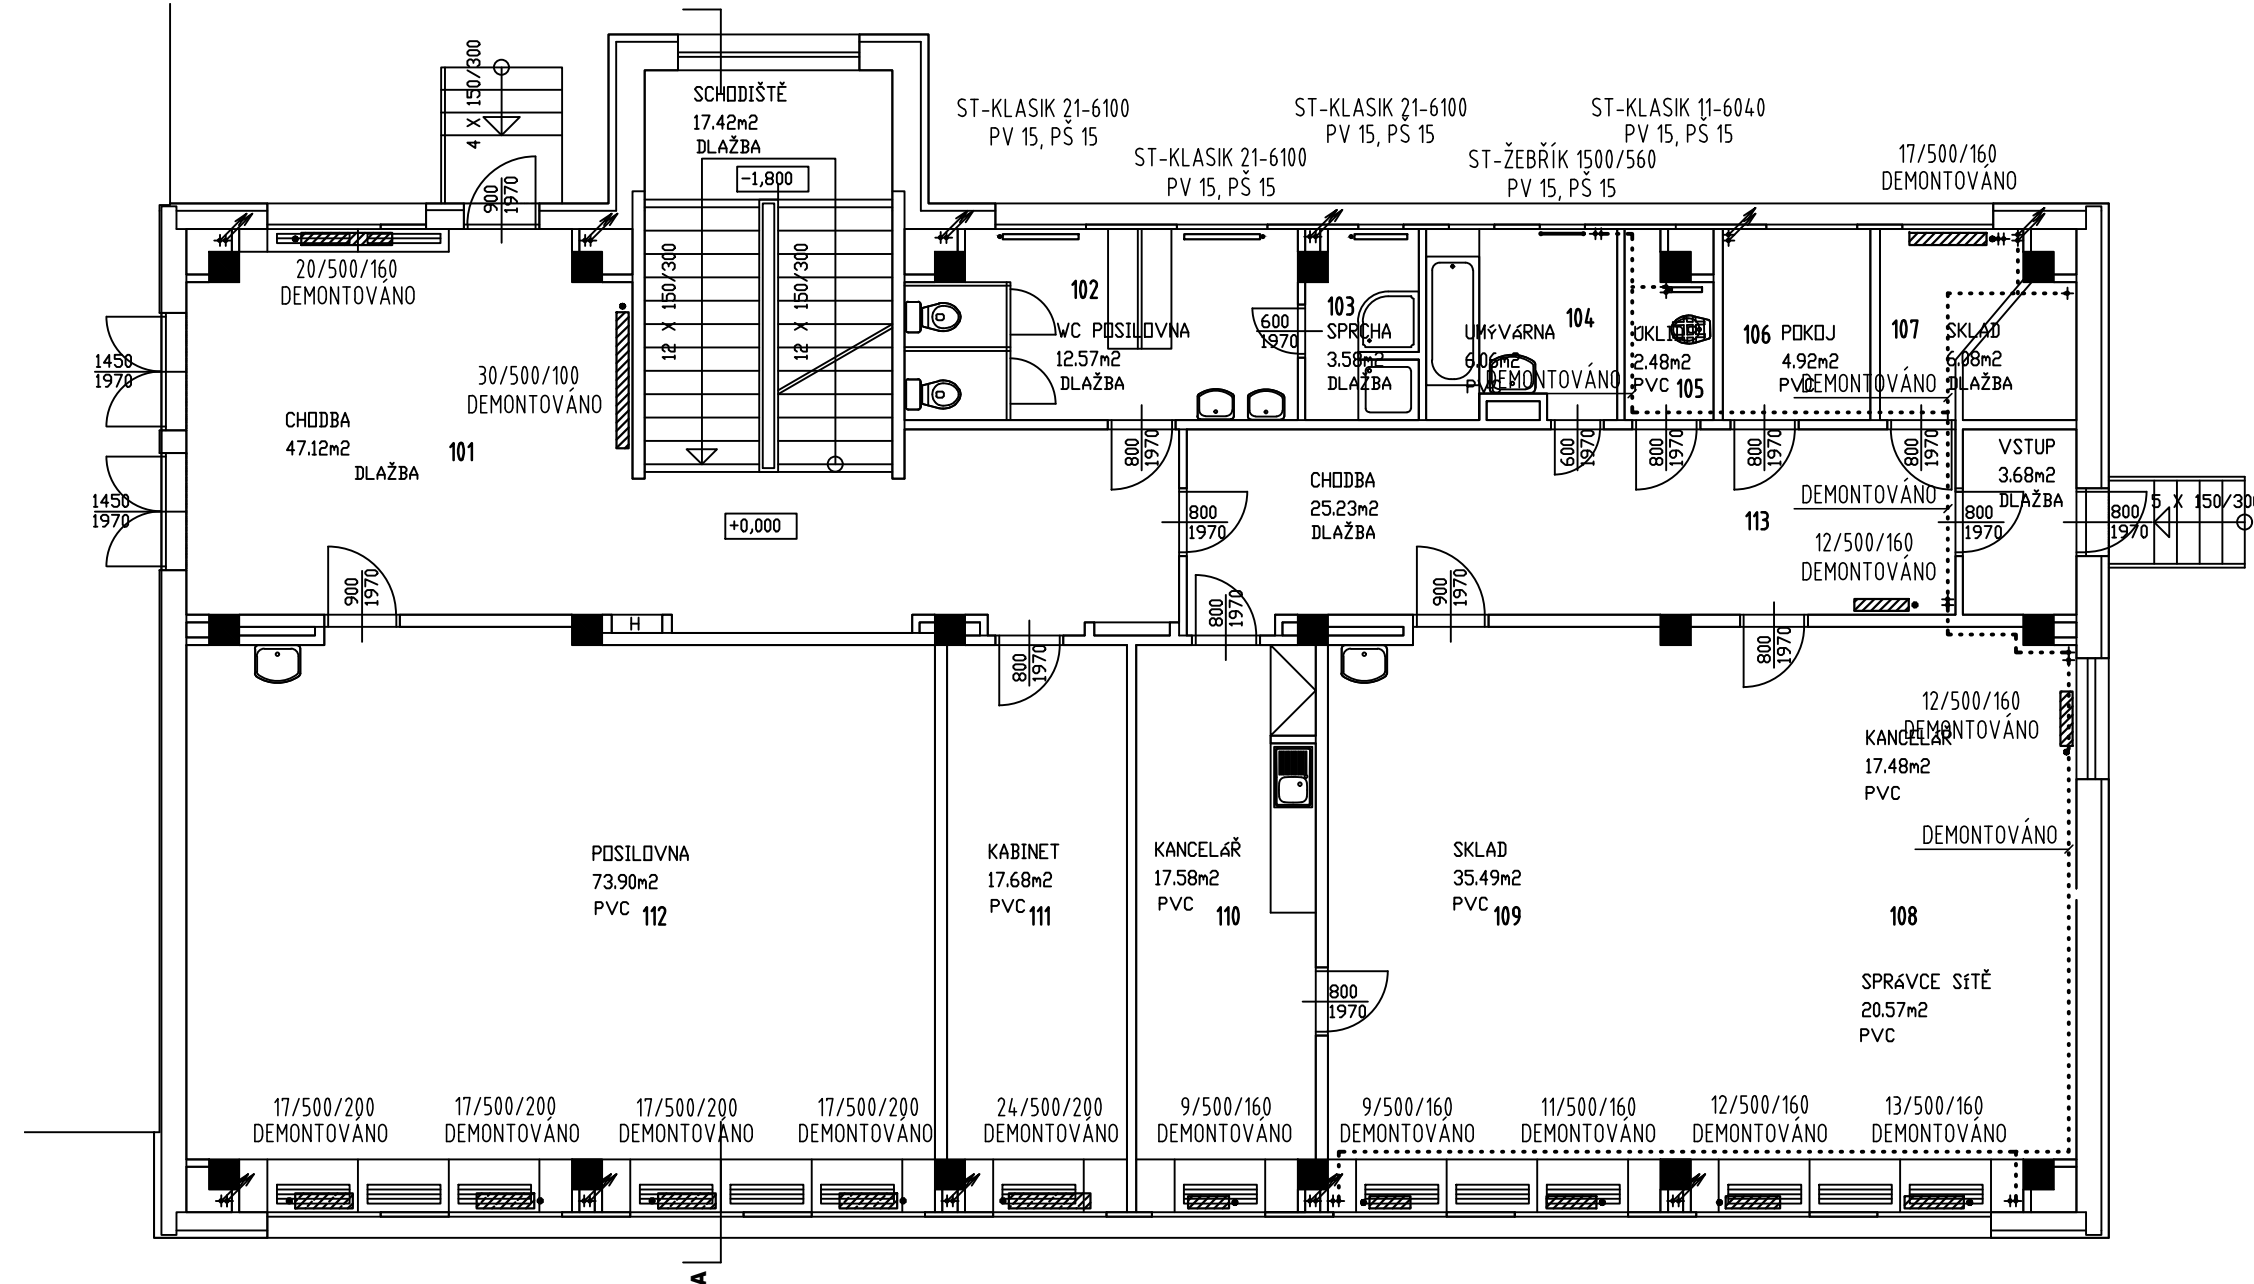 4 X 150/300
SCHODIŠTĚ
17.42m2
DLAŽBA
-1,800
ST-KLASIK 21-6100
PV 15, PŠ 15
ST-KLASIK 21-6100
PV 15, PŠ 15
ST-KLASIK 21-6100
PV 15, PŠ 15
ST-ŽEBŘÍK 1500/560
PV 15, PŠ 15
ST-KLASIK 11-6040
PV 15, PŠ 15
17/500/160
DEMONTOVÁNO
900
1970
20/500/160
DEMONTOVÁNO
12 X 150/300
12 X 150/300
30/500/100
DEMONTOVÁNO
1450
1970
1450
1970
CHODBA
47.12m2
DLAŽBA
101
+0,000
102
WC POSILOVNA
12.57m2
DLAŽBA
600
1970
103
SPRCHA
3.58m2
DLAŽBA
104
UMÝVÁRNA
6.06m2
DEMONTOVÁNO
2.48m2
PVC
105
106
POKOJ
4.92m2
PVC
DEMONTOVÁNO
107
SKLAD
6.08m2
DLAŽBA
800
1970
600
1970
800
1970
800
1970
800
1970
VSTUP
3.68m2
DLAŽBA
CHODBA
25.23m2
DLAŽBA
113
DEMONTOVÁNO
12/500/160
DEMONTOVÁNO
800
1970
800
1970
800
1970
5 X 150/300
900
1970
H
800
1970
800
1970
900
1970
800
1970
12/500/160
DEMONTOVÁNO
KANCELÁŘ
17.48m2
PVC
DEMONTOVÁNO
POSILOVNA
73.90m2
PVC
112
KABINET
17.68m2
PVC
111
KANCELÁŘ
17.58m2
PVC
110
SKLAD
35.49m2
PVC
109
108
800
1970
SPRÁVCE SÍTĚ
20.57m2
PVC
17/500/200
DEMONTOVÁNO
17/500/200
DEMONTOVÁNO
17/500/200
DEMONTOVÁNO
17/500/200
DEMONTOVÁNO
24/500/200
DEMONTOVÁNO
9/500/160
DEMONTOVÁNO
9/500/160
DEMONTOVÁNO
11/500/160
DEMONTOVÁNO
12/500/160
DEMONTOVÁNO
13/500/160
DEMONTOVÁNO
A